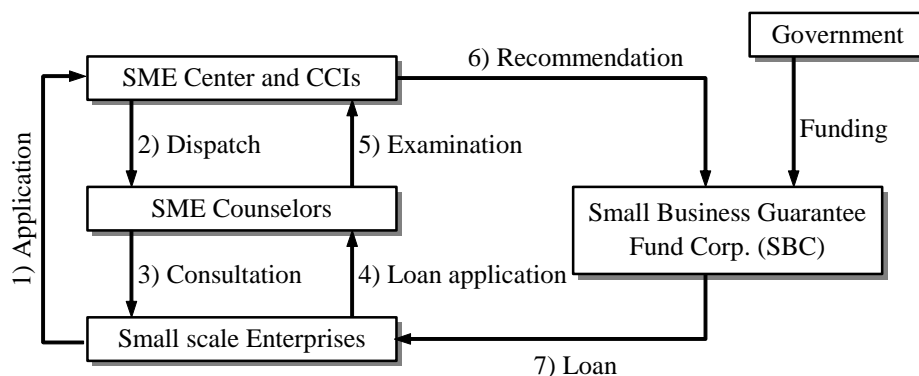 Government
6) Recommendation
SME Center and CCIs
Funding
2) Dispatch
5) Examination
1) Application
SME Counselors
Small Business Guarantee
Fund Corp. (SBC)
3) Consultation
4) Loan application
Small scale Enterprises
7) Loan